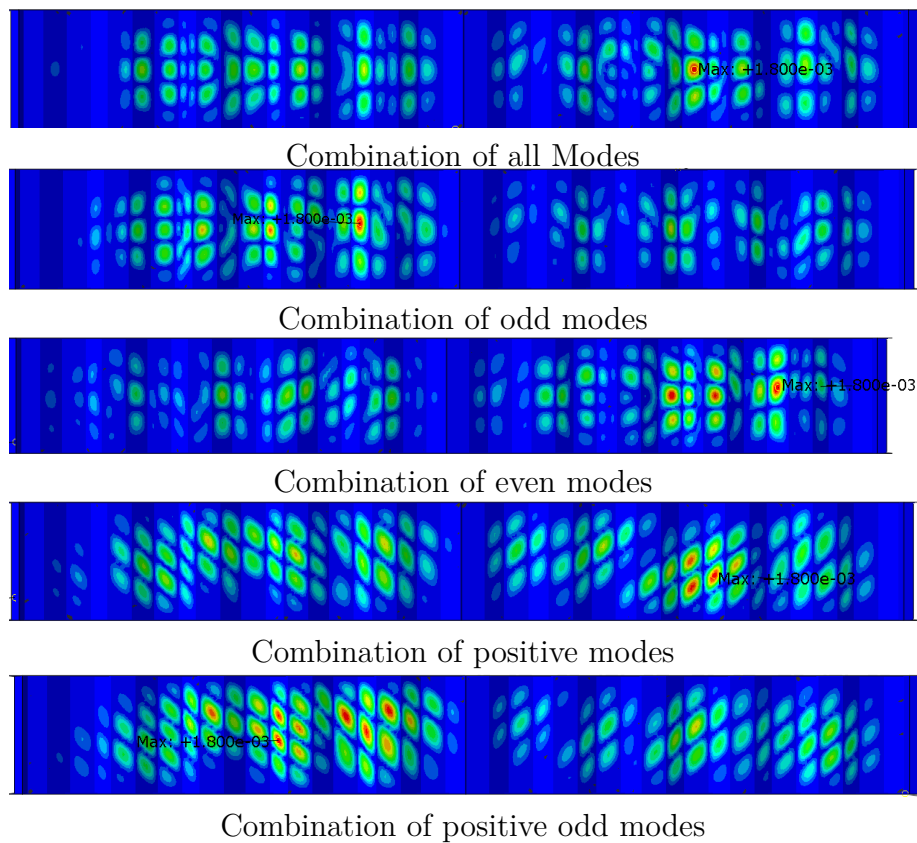 Max: +1.800e-03
Combination of all Modes
Max: +1.800e-03
Combination of odd modes
Max: +1.800e-03
Combination of even modes
Max: +1.800e-03
Combination of positive modes
Max: +1.800e-03
Combination of positive odd modes